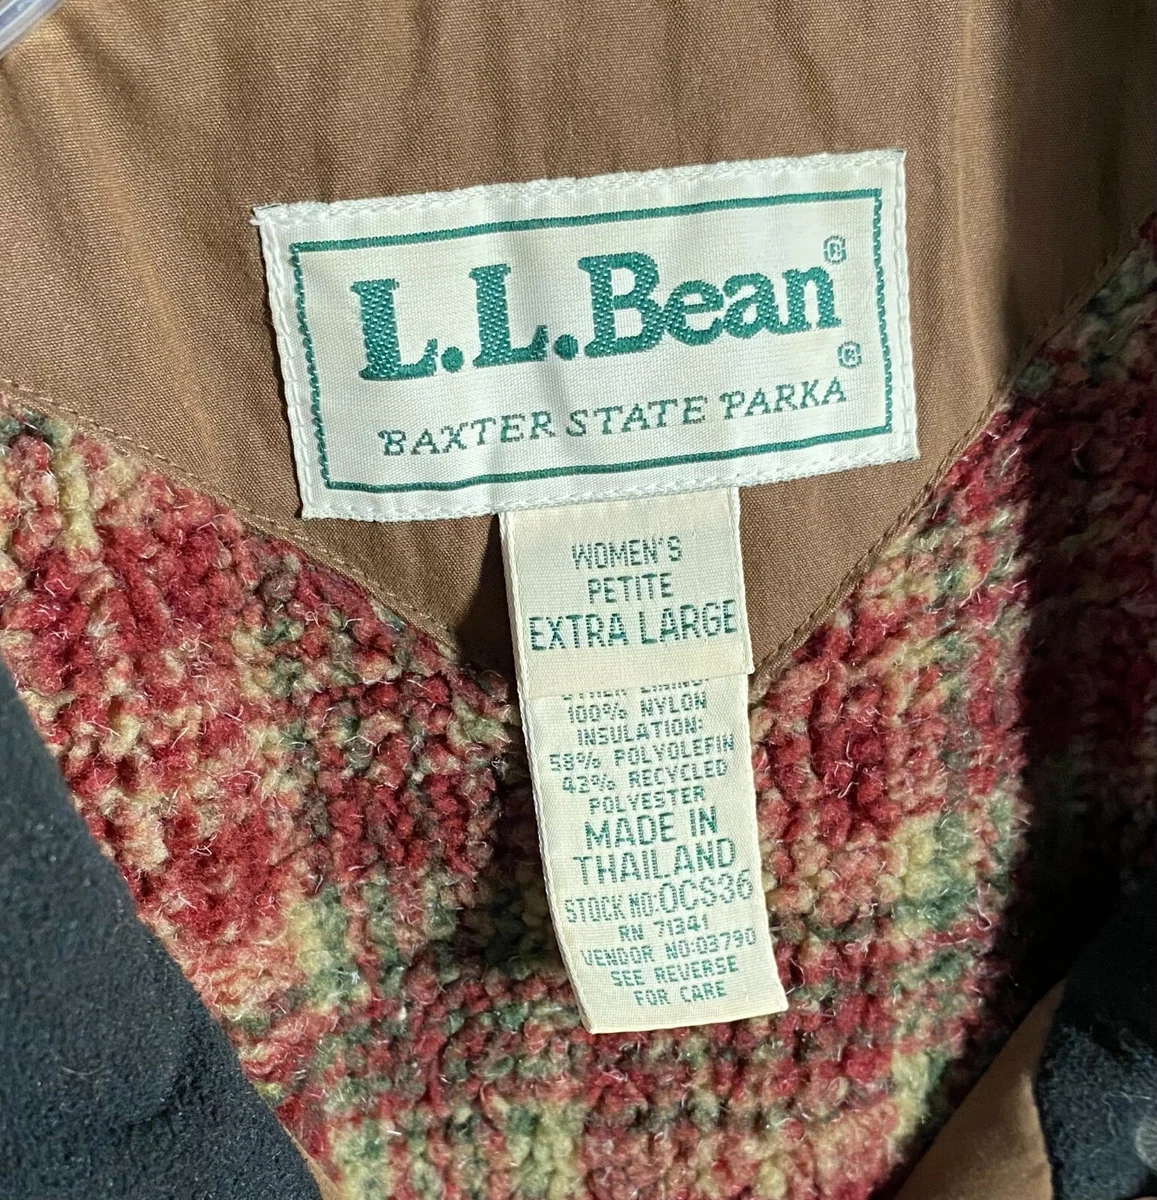 L.L.Bean®
®
BAXTER STATE PARKA
WOMEN'S
PETITE
EXTRA LARGE
100% NYLON
INSULATION:
58% POLYOLEFIN
42% RECYCLED
POLYESTER
MADE IN
THAILAND
STOCK NO:OCS36
RN 71341
VENDOR NO:03790
SEE REVERSE
FOR CARE